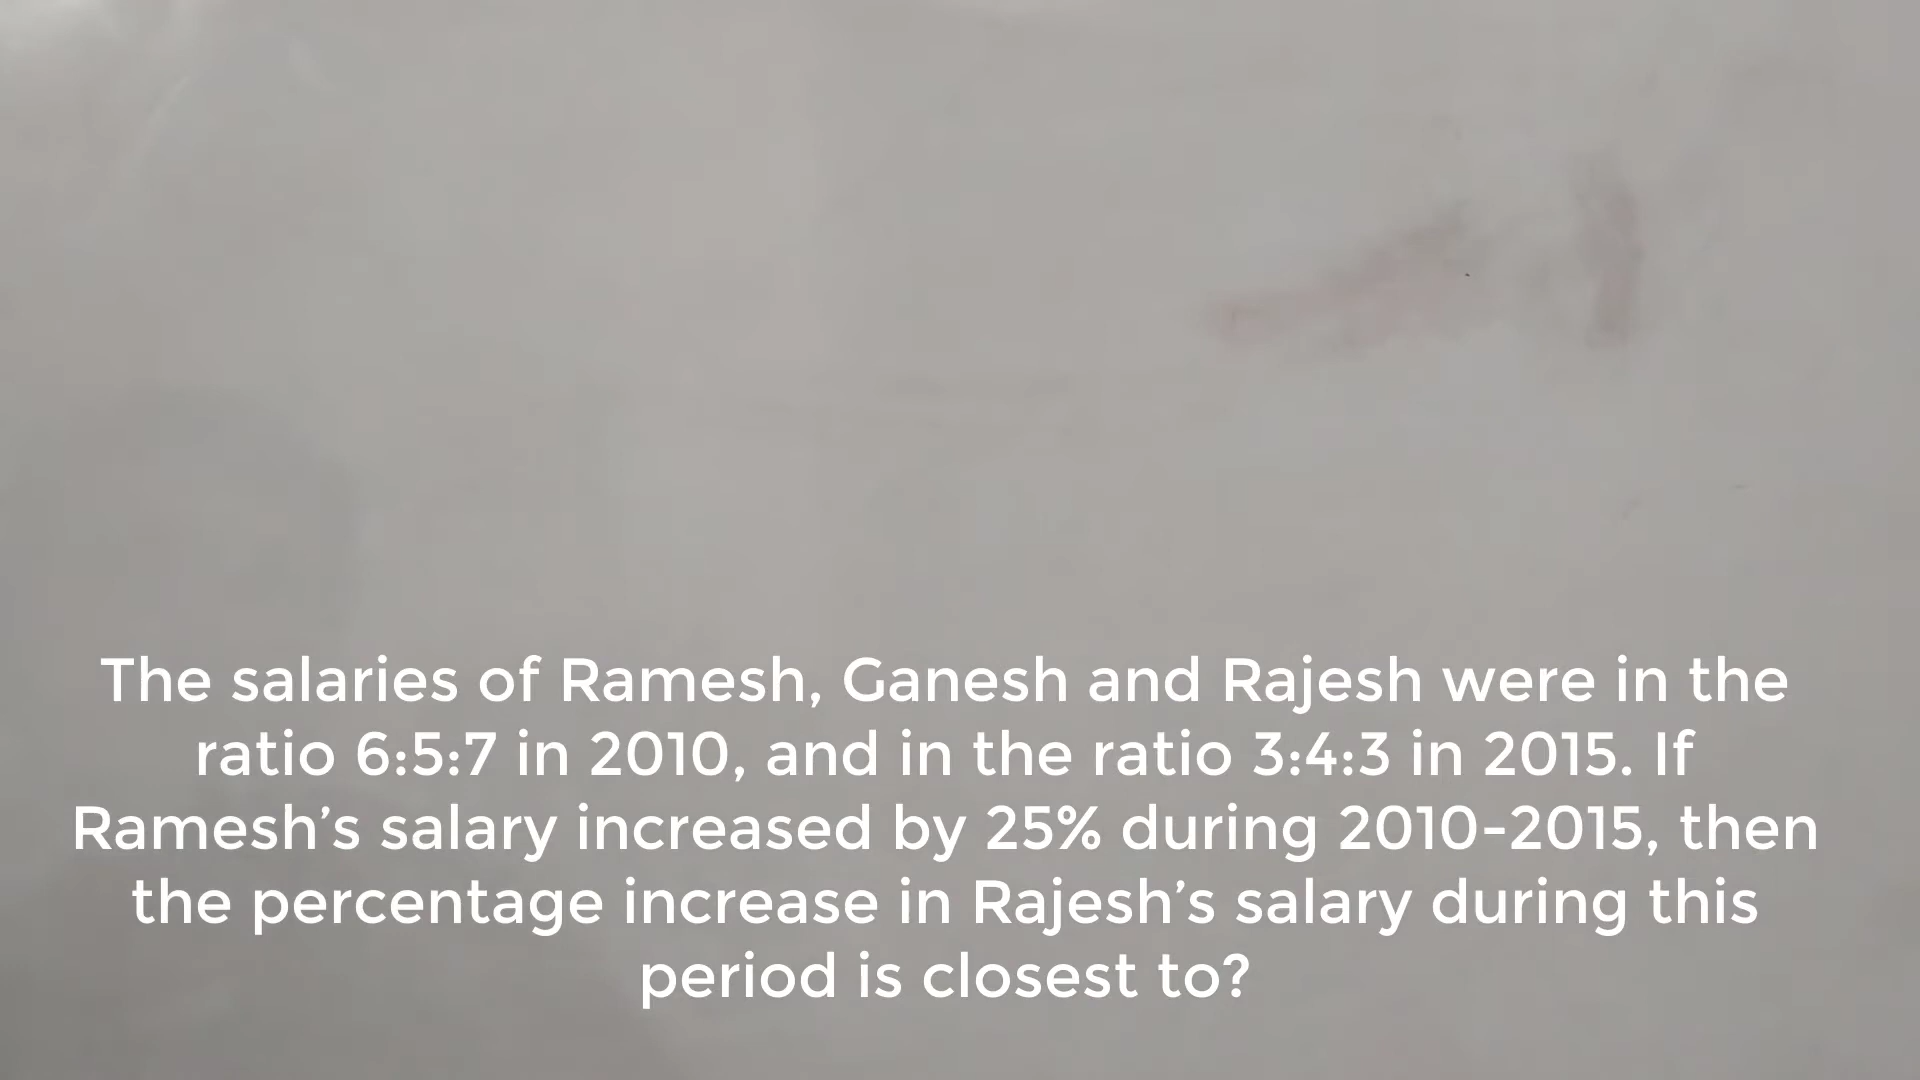 The salaries of Ramesh, Ganesh and Rajesh were in the
ratio 6:5:7 in 2010, and in the ratio 3:4:3 in 2015. If
Ramesh’s salary increased by 25% during 2010-2015, then
the percentage increase in Rajesh’s salary during this
period is closest to?